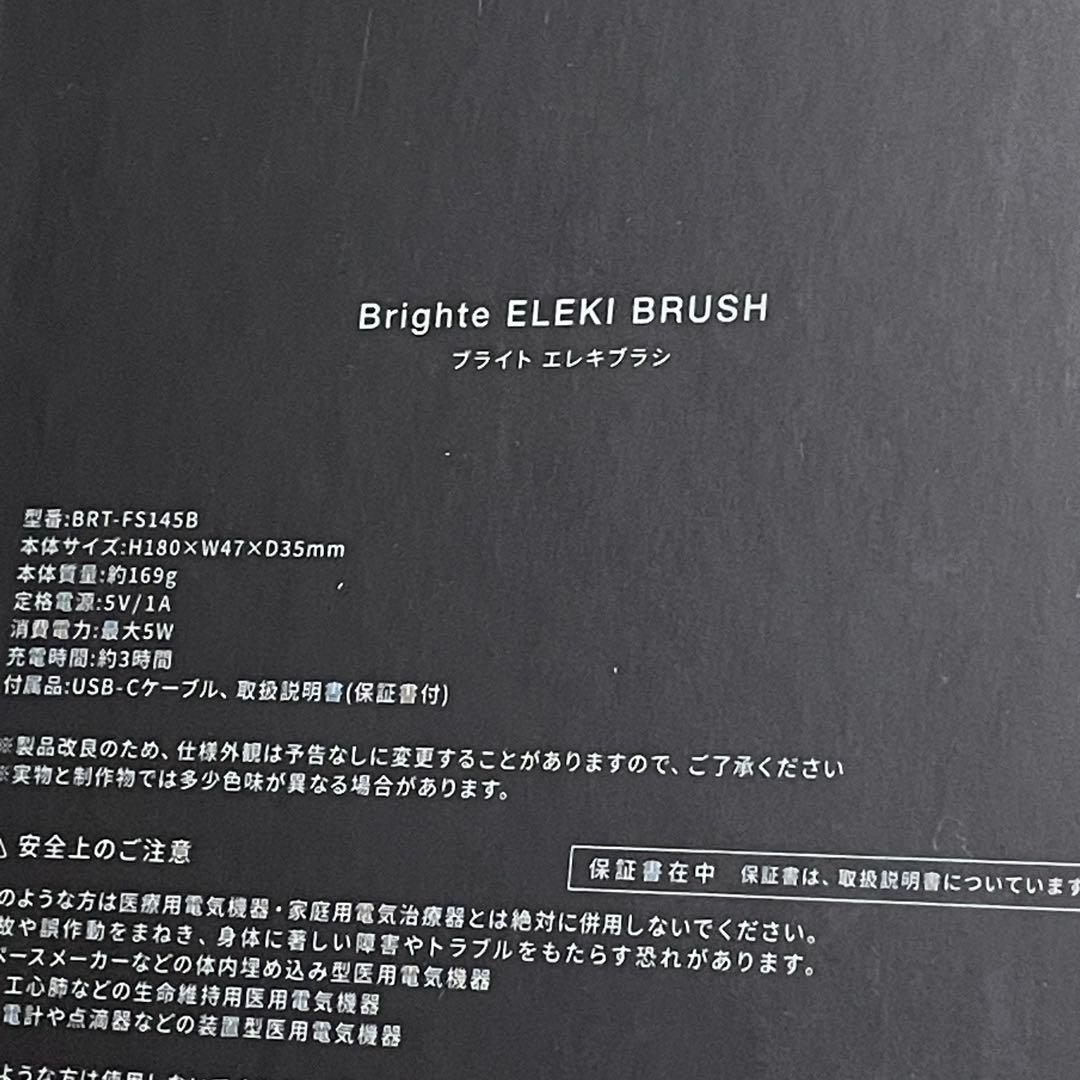 Brighte ELEKI BRUSH
ブライト エレキブラシ
型番:BRT-FS145B
本体サイズ:H180×W47×D35mm
本体質量:約169g
定格電源:5V/1A
消費電力:最大5W
充電時間:約3時間
付属品:USB-Cケーブル、取扱説明書(保証書付)
※製品改良のため、仕様外観は予告なしに変更することがありますので、ご了承ください
※実物と制作物では多少色味が異なる場合があります。
⚠ 安全上のご注意
保証書在中 保証書は、取扱説明書についています
のような方は医療用電気機器・家庭用電気治療器とは絶対に併用しないでください。
故や誤作動をまねき、身体に著しい障害やトラブルをもたらす恐れがあります。
ペースメーカーなどの体内埋め込み型医用電気機器
工心肺などの生命維持用医用電気機器
電計や点滴器などの装置型医用電気機器